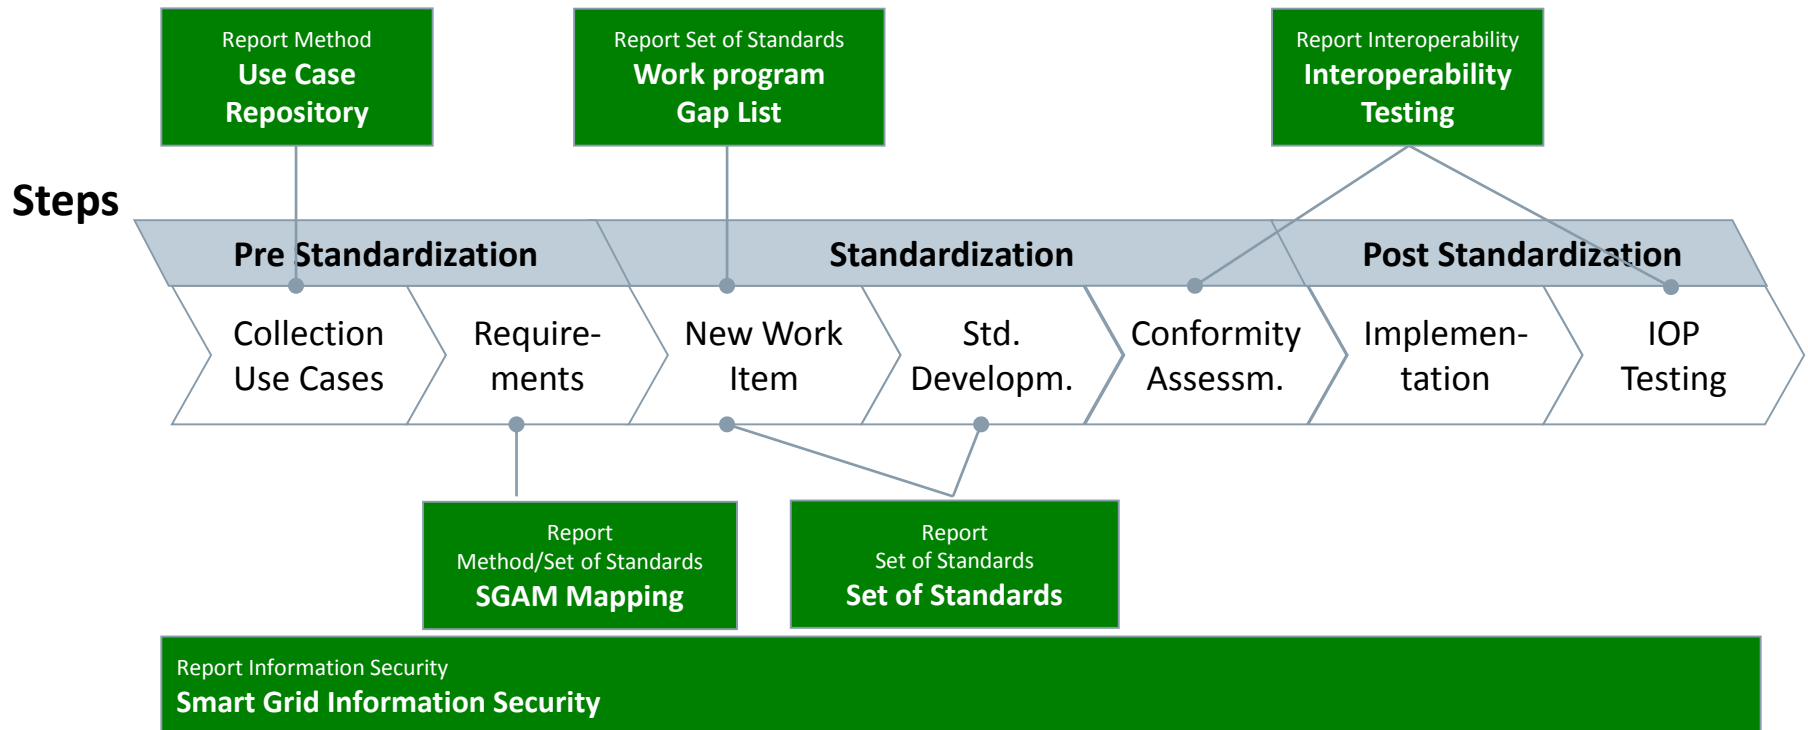 Report Method
Use Case
Repository
Report Set of Standards
Work program
Gap List
Report Interoperability
Interoperability
Testing
Steps
Pre Standardization
Standardization
Post Standardization
Collection
Use Cases
Require-
ments
New Work
Item
Std.
Developm.
Conformity
Assessm.
Implemen-
tation
IOP
Testing
Report
Method/Set of Standards
SGAM Mapping
Report
Set of Standards
Set of Standards
Report Information Security
Smart Grid Information Security